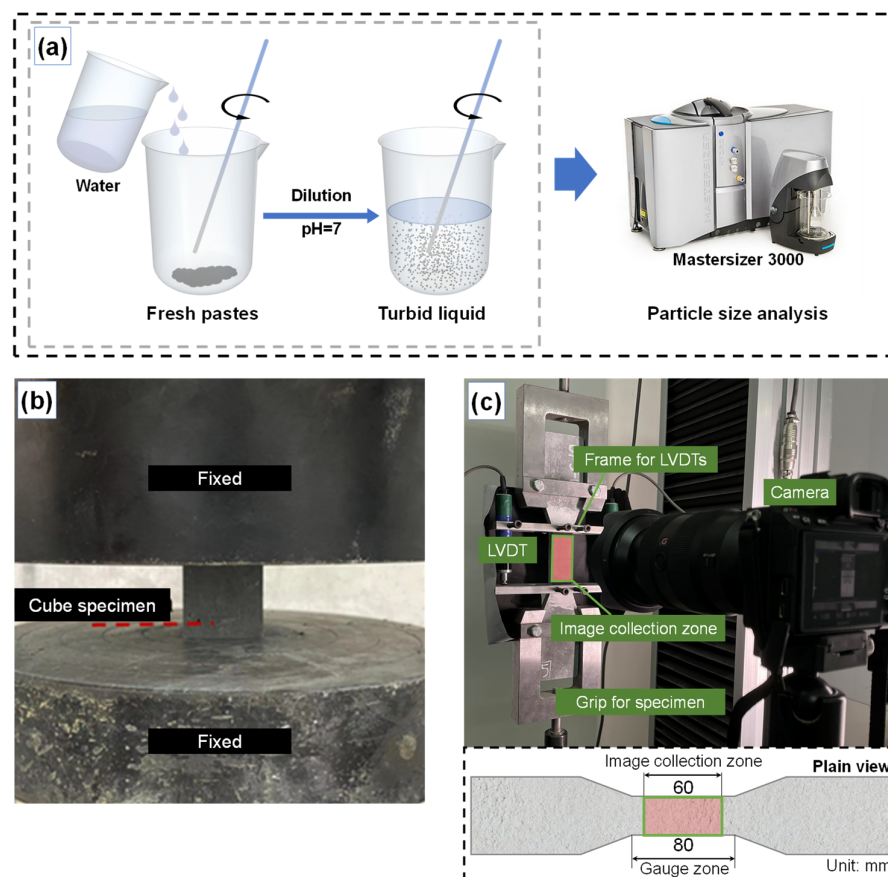 (a)
Water
Dilution
pH=7
Fresh pastes
Turbid liquid
MASTERSIZER
Mastersizer 3000
Particle size analysis
(b)
Fixed
Cube specimen
Fixed
(c)
Frame for LVDTs
Camera
LVDT
G
Image collection zone
Grip for specimen
Image collection zone
Plain view
60
80
Gauge zone
Unit: mm